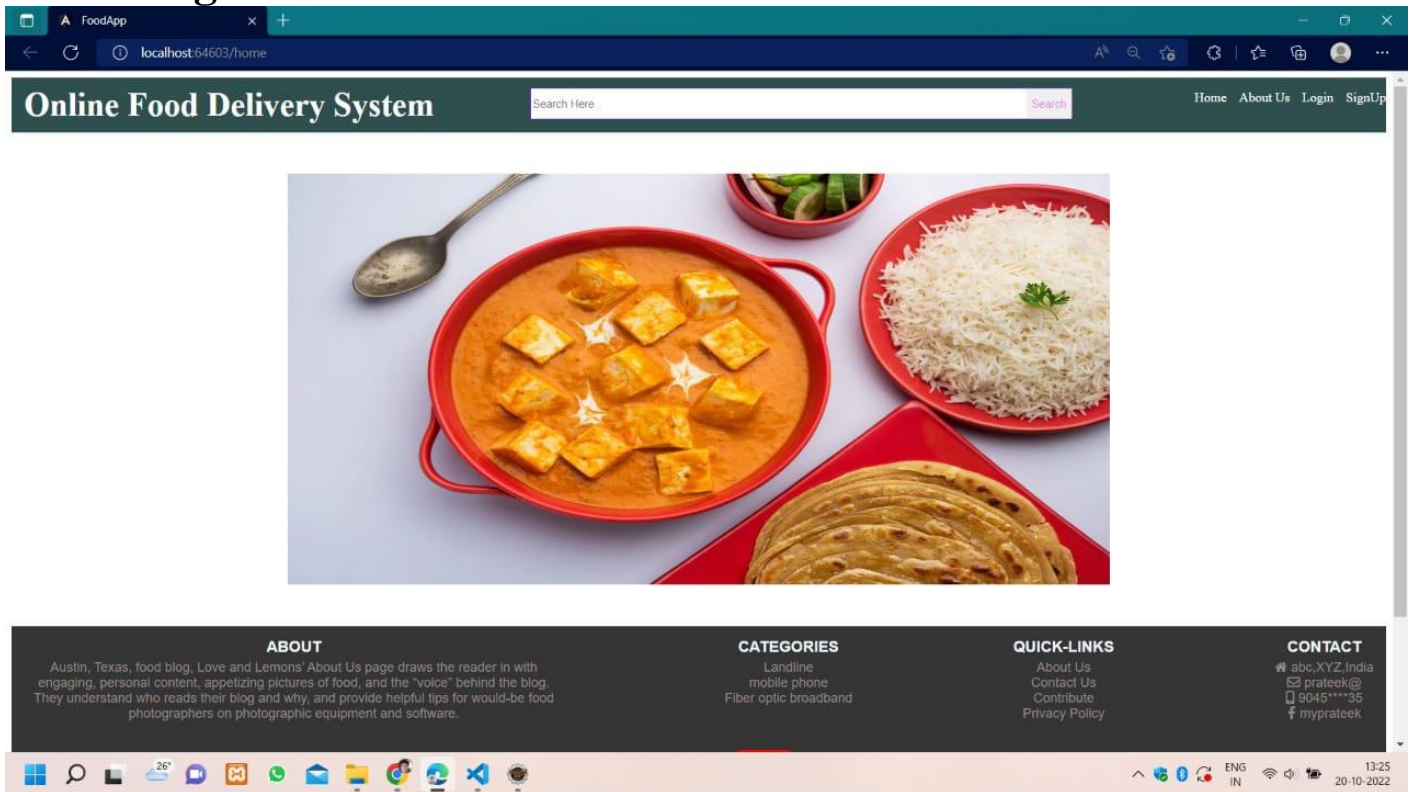 FoodApp
localhost:64603/home
Online Food Delivery System
Search Here
Search
Home About Us Login SignUp
ABOUT
Austin, Texas, food blog, Love and Lemons' About Us page draws the reader in with
engaging, personal content, appetizing pictures of food, and the "voice" behind the blog.
They understand who reads their blog and why, and provide helpful tips for would-be food
photographers on photographic equipment and software.
CATEGORIES
Landline
mobile phone
Fiber optic broadband
QUICK-LINKS
About Us
Contact Us
Contribute
Privacy Policy
CONTACT
abc,XYZ,India
prateek@
9045****35
myprateek
26°
ENG
IN
13:25
20-10-2022